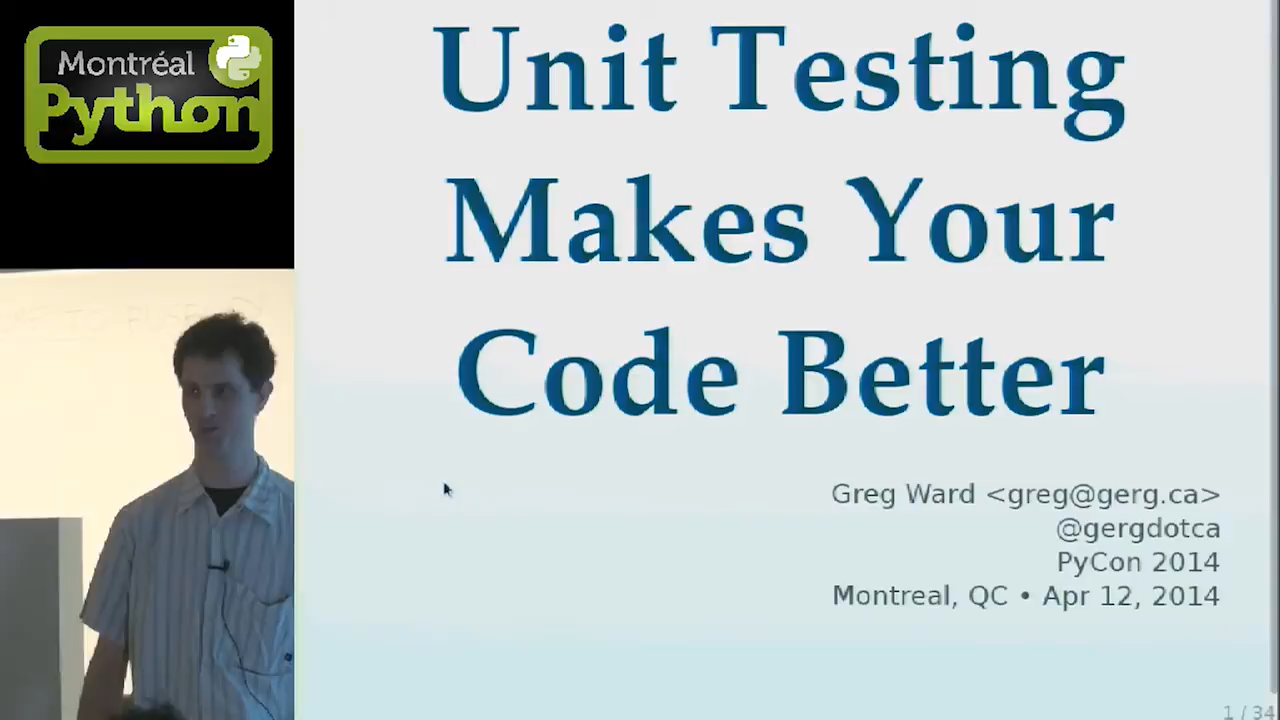 Montréal
Python
Unit Testing
Makes Your
Code Better
Greg Ward <greg@gerg.ca>
@gergdotca
PyCon 2014
Montreal, QC • Apr 12, 2014
1 / 34